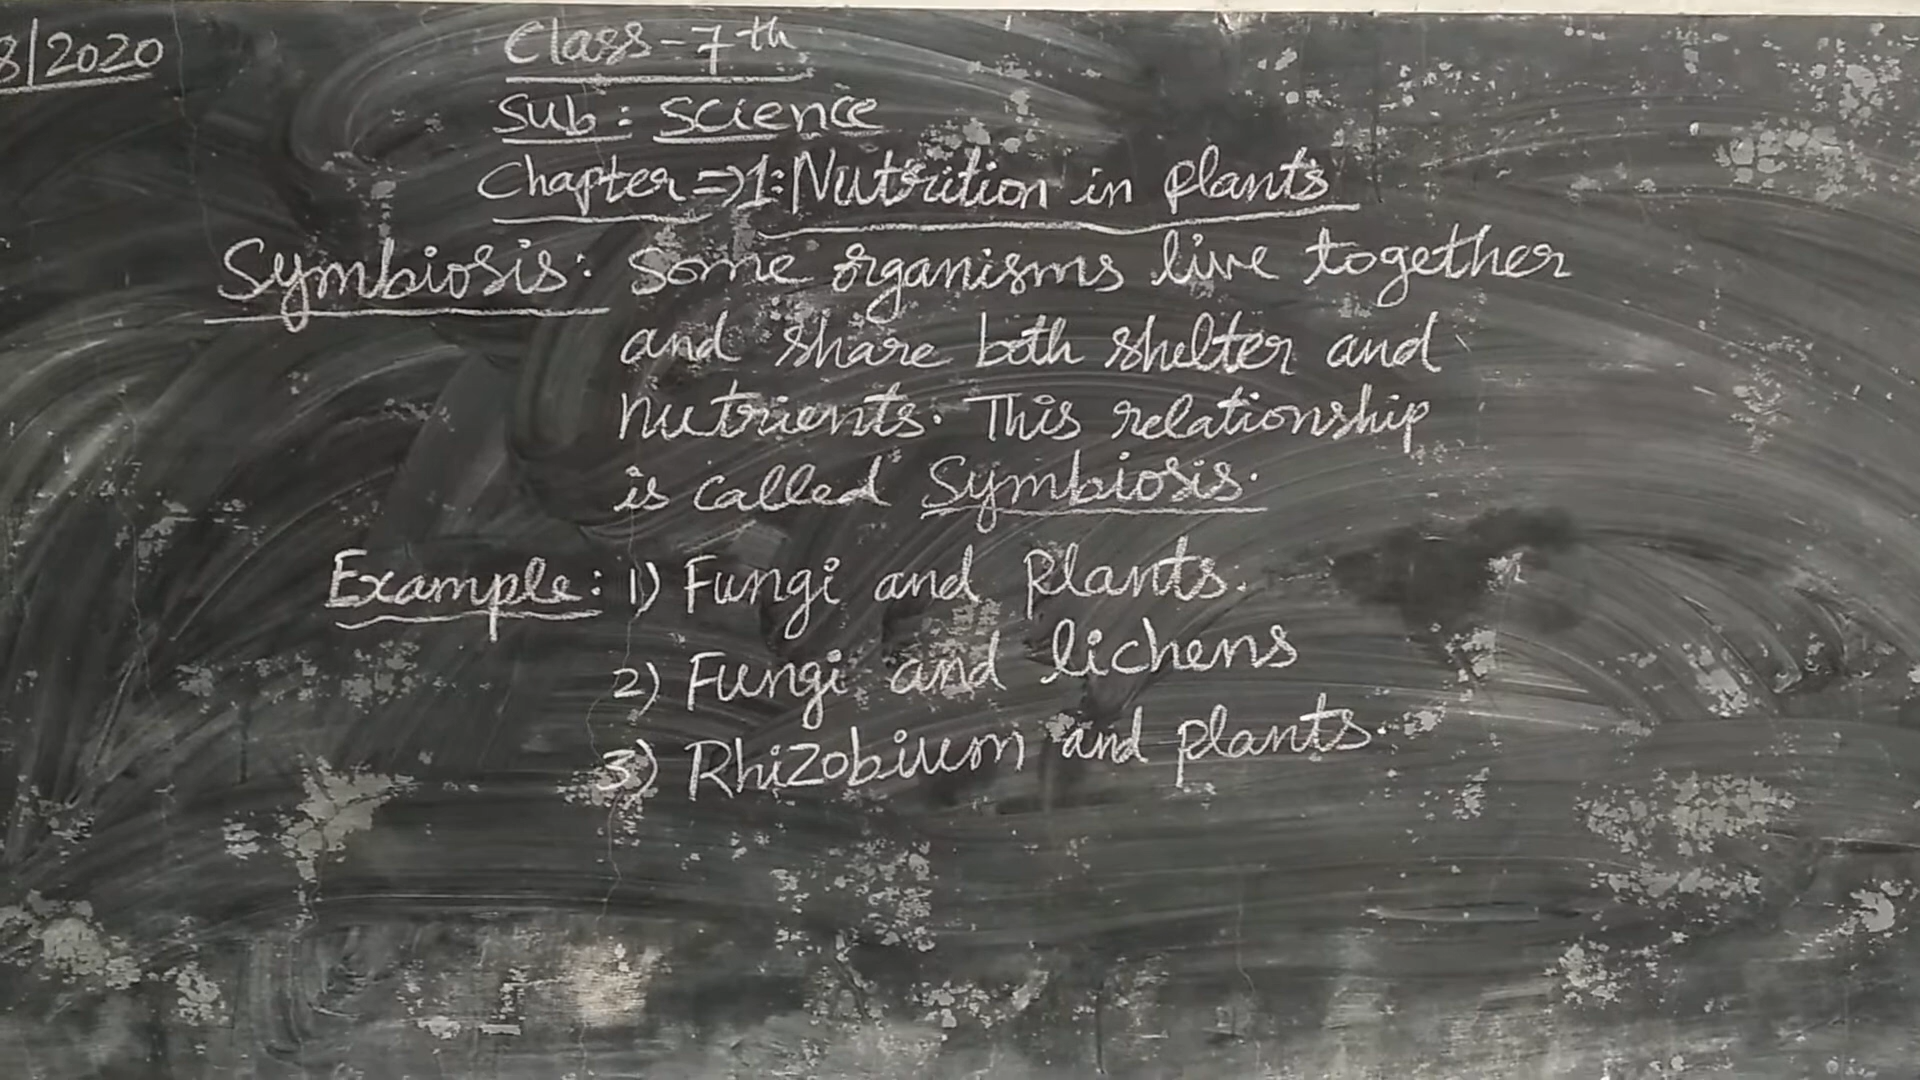 8/2020
Class-7th
Sub: Science
Chapter ⇒ 1: Nutrition in plants
Symbiosis: Some organisms live together
and share both shelter and
nutrients. This relationship
is called Symbiosis.
Example: 1) Fungi and Plants.
2) Fungi and lichens
3) Rhizobium and plants.